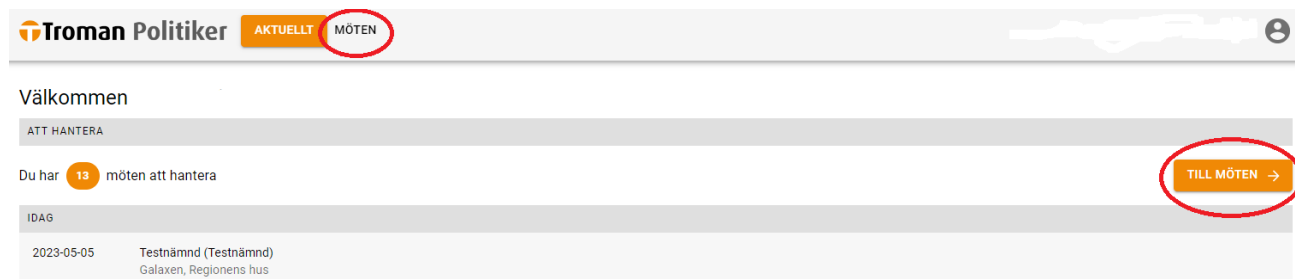 Troman Politiker AKTUELLT MÖTEN
Välkommen
ATT HANTERA
Du har 13 möten att hantera TILL MÖTEN →
IDAG
2023-05-05 Testnämnd (Testnämnd)
Galaxen, Regionens hus